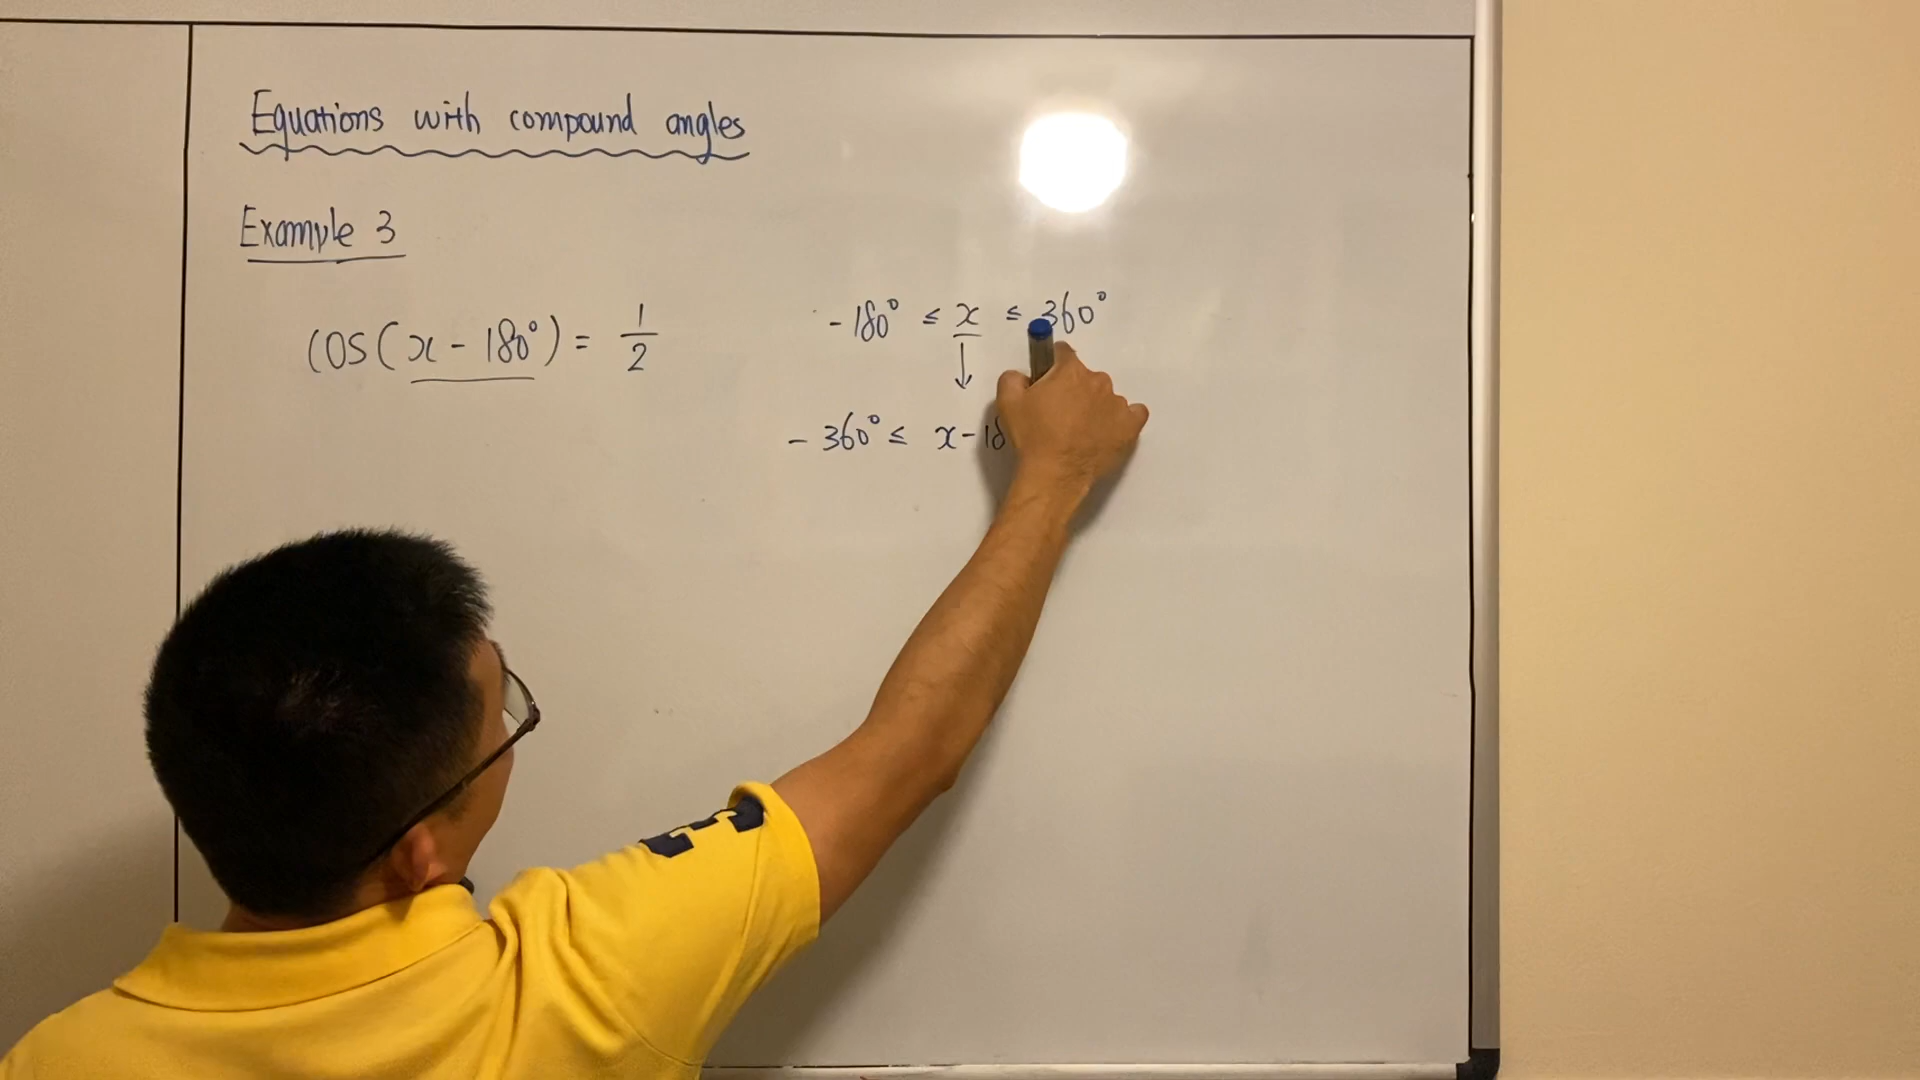 Equations with compound angles
Example 3
cos(x - 180°) = 1/2
-180° ≤ x ≤ 360°
↓
-360° ≤ x-18